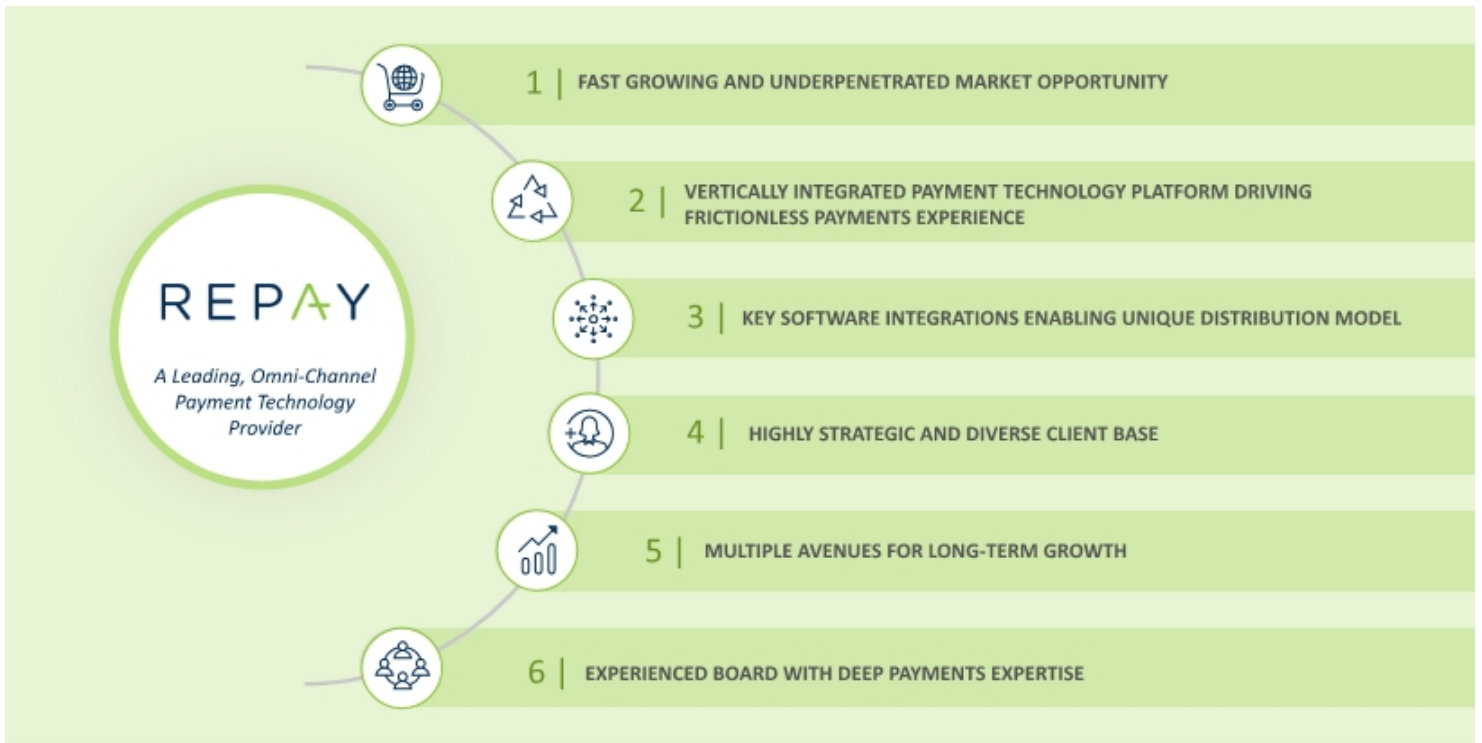 REPAY
A Leading, Omni-Channel
Payment Technology
Provider
1 | FAST GROWING AND UNDERPENETRATED MARKET OPPORTUNITY
2 | VERTICALLY INTEGRATED PAYMENT TECHNOLOGY PLATFORM DRIVING
FRICTIONLESS PAYMENTS EXPERIENCE
3 | KEY SOFTWARE INTEGRATIONS ENABLING UNIQUE DISTRIBUTION MODEL
4 | HIGHLY STRATEGIC AND DIVERSE CLIENT BASE
5 | MULTIPLE AVENUES FOR LONG-TERM GROWTH
6 | EXPERIENCED BOARD WITH DEEP PAYMENTS EXPERTISE